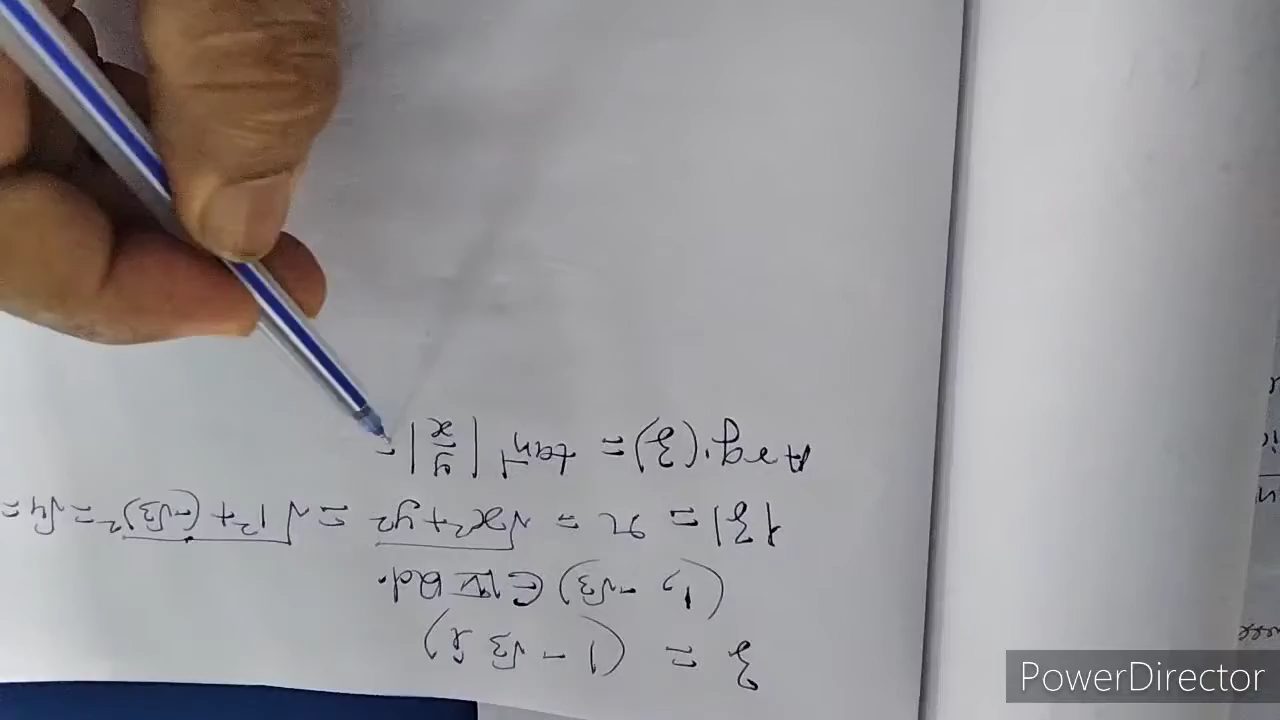 z = (1 - √3 i)
(1, -√3) ∈ IV Qd.
|z| = r = √x²+y² = √1²+(-√3)² = √4 =
Arg.(z) = tan⁻¹ |y/x| =
PowerDirector